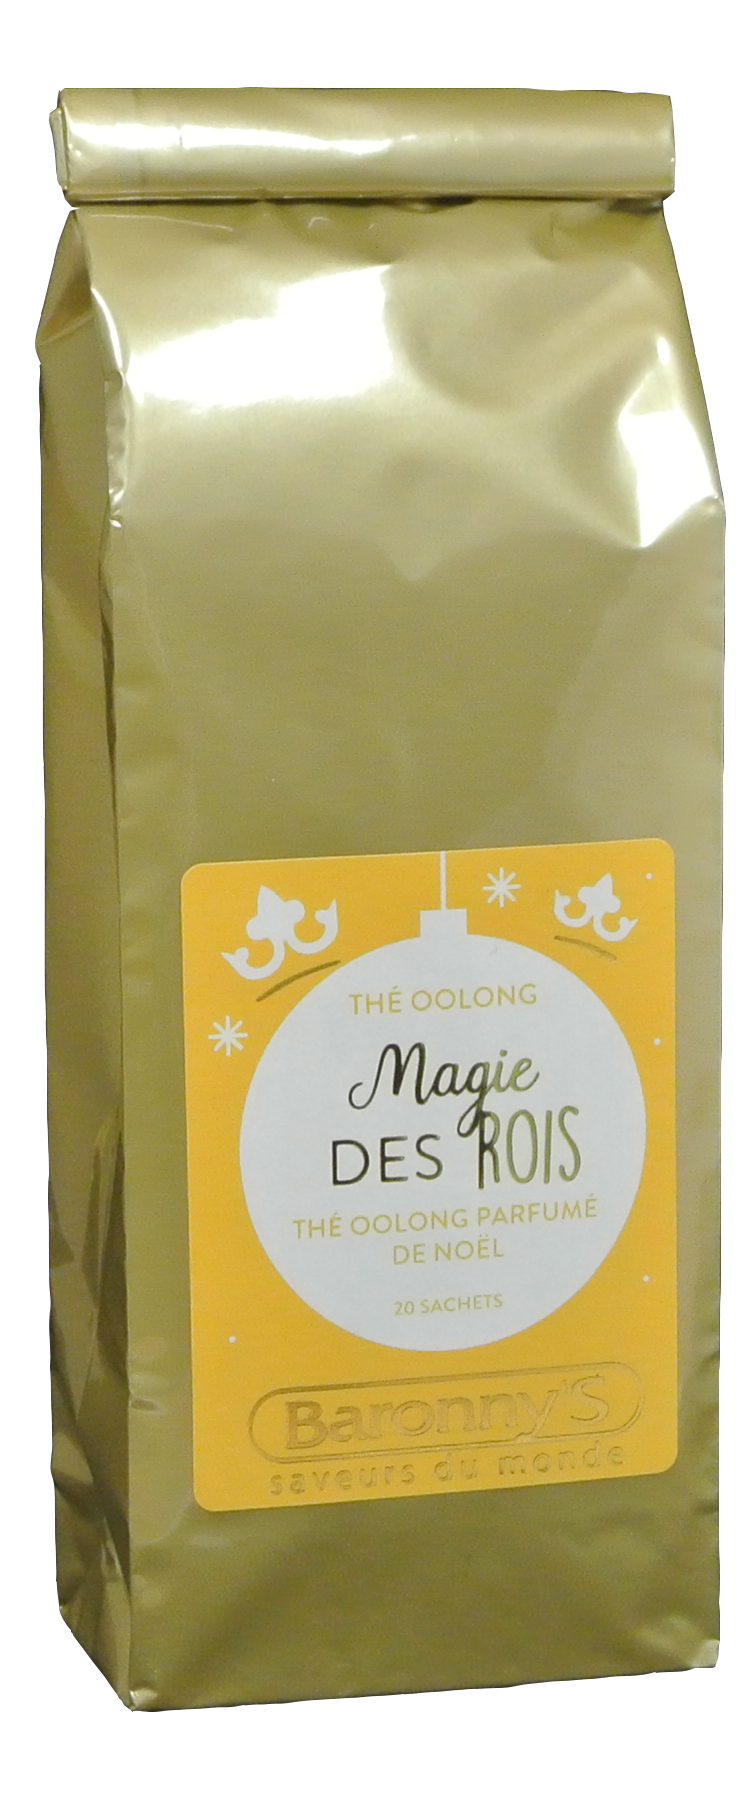 THÉ OOLONG
Magie
DES ROIS
THÉ OOLONG PARFUMÉ
DE NOËL
20 SACHETS
Baronny's
saveurs du monde